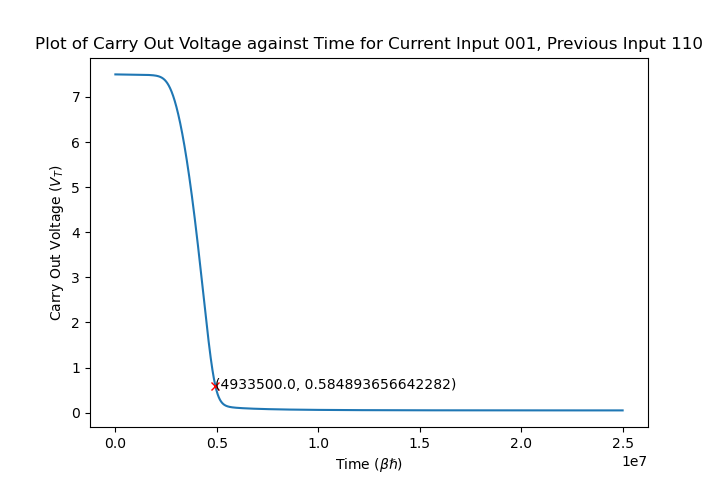 Plot of Carry Out Voltage against Time for Current Input 001, Previous Input 110
7
6
5
4
3
2
1
0
Carry Out Voltage (V_T)
(4933500.0, 0.584893656642282)
0.0 0.5 1.0 1.5 2.0 2.5
1e7
Time (βℏ)